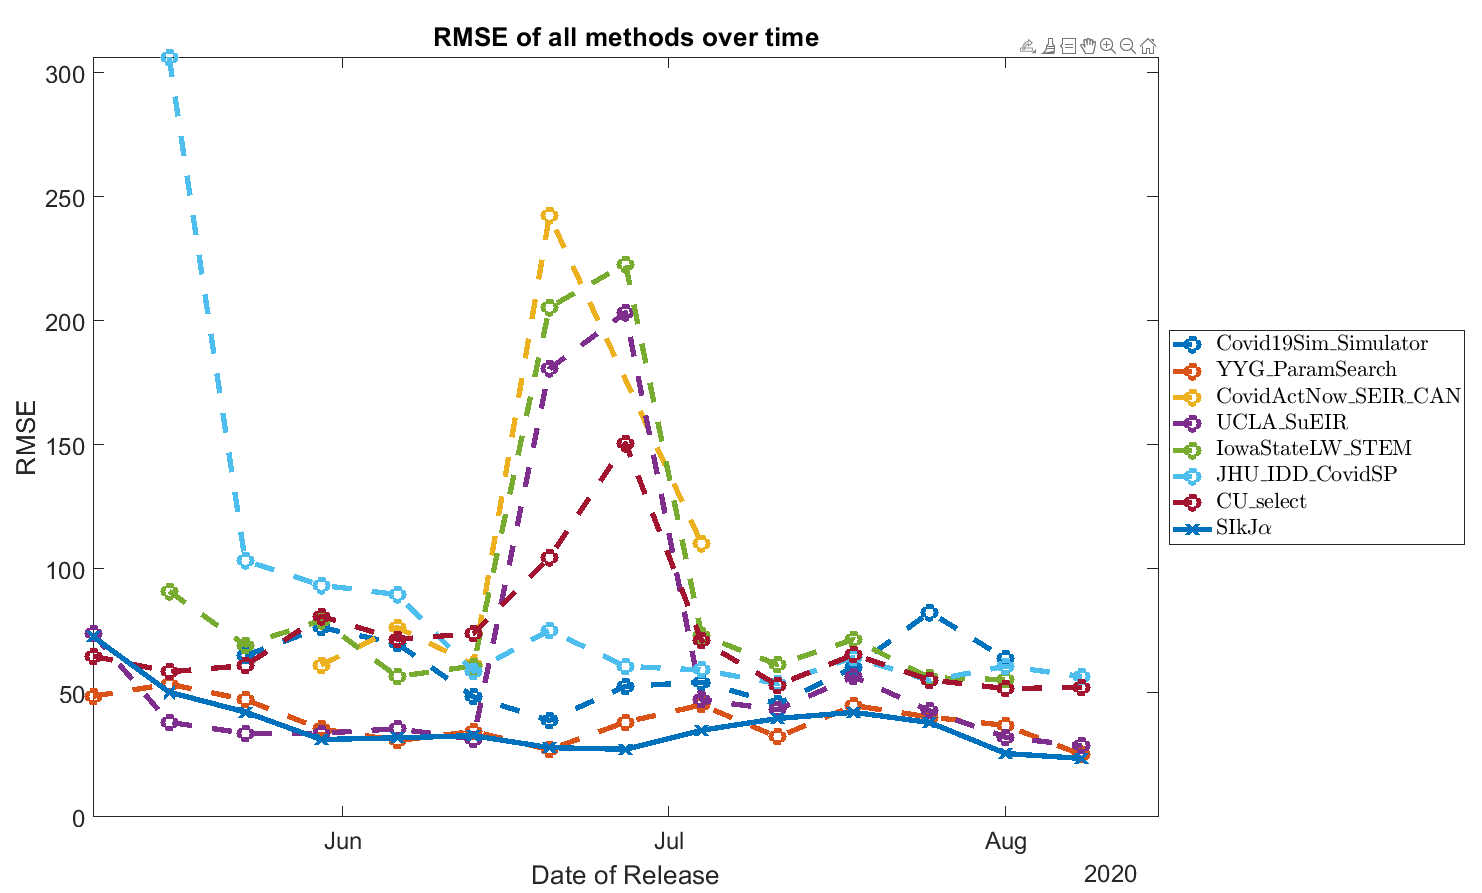 RMSE of all methods over time
300
250
200
150
100
50
0
RMSE
Jun
Jul
Aug
Date of Release
2020
Covid19Sim_Simulator
YYG_ParamSearch
CovidActNow_SEIR_CAN
UCLA_SuEIR
IowaStateLW_STEM
JHU_IDD_CovidSP
CU_select
SIkJα